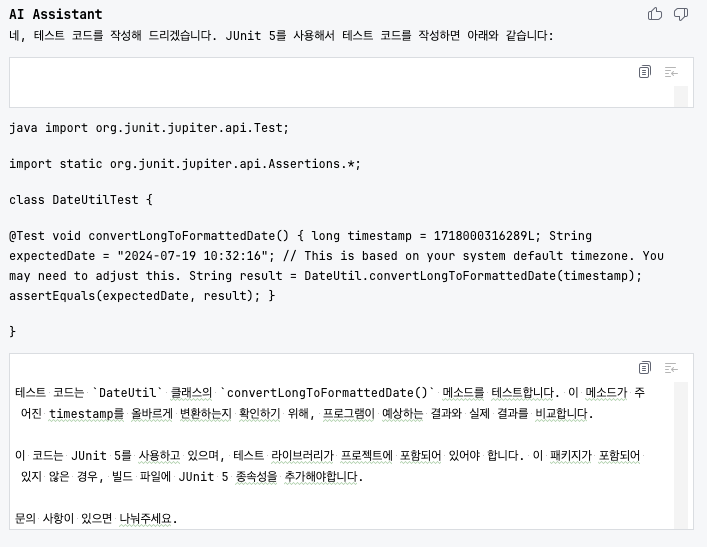 AI Assistant
네, 테스트 코드를 작성해 드리겠습니다. JUnit 5를 사용해서 테스트 코드를 작성하면 아래와 같습니다:
java import org.junit.jupiter.api.Test;
import static org.junit.jupiter.api.Assertions.*;
class DateUtilTest {
@Test void convertLongToFormattedDate() { long timestamp = 1718000316289L; String
expectedDate = "2024-07-19 10:32:16"; // This is based on your system default timezone. You
may need to adjust this. String result = DateUtil.convertLongToFormattedDate(timestamp);
assertEquals(expectedDate, result); }
}
테스트 코드는 `DateUtil` 클래스의 `convertLongToFormattedDate()` 메소드를 테스트합니다. 이 메소드가 주
어진 timestamp를 올바르게 변환하는지 확인하기 위해, 프로그램이 예상하는 결과와 실제 결과를 비교합니다.
이 코드는 JUnit 5를 사용하고 있으며, 테스트 라이브러리가 프로젝트에 포함되어 있어야 합니다. 이 패키지가 포함되어
있지 않은 경우, 빌드 파일에 JUnit 5 종속성을 추가해야합니다.
문의 사항이 있으면 나눠주세요.